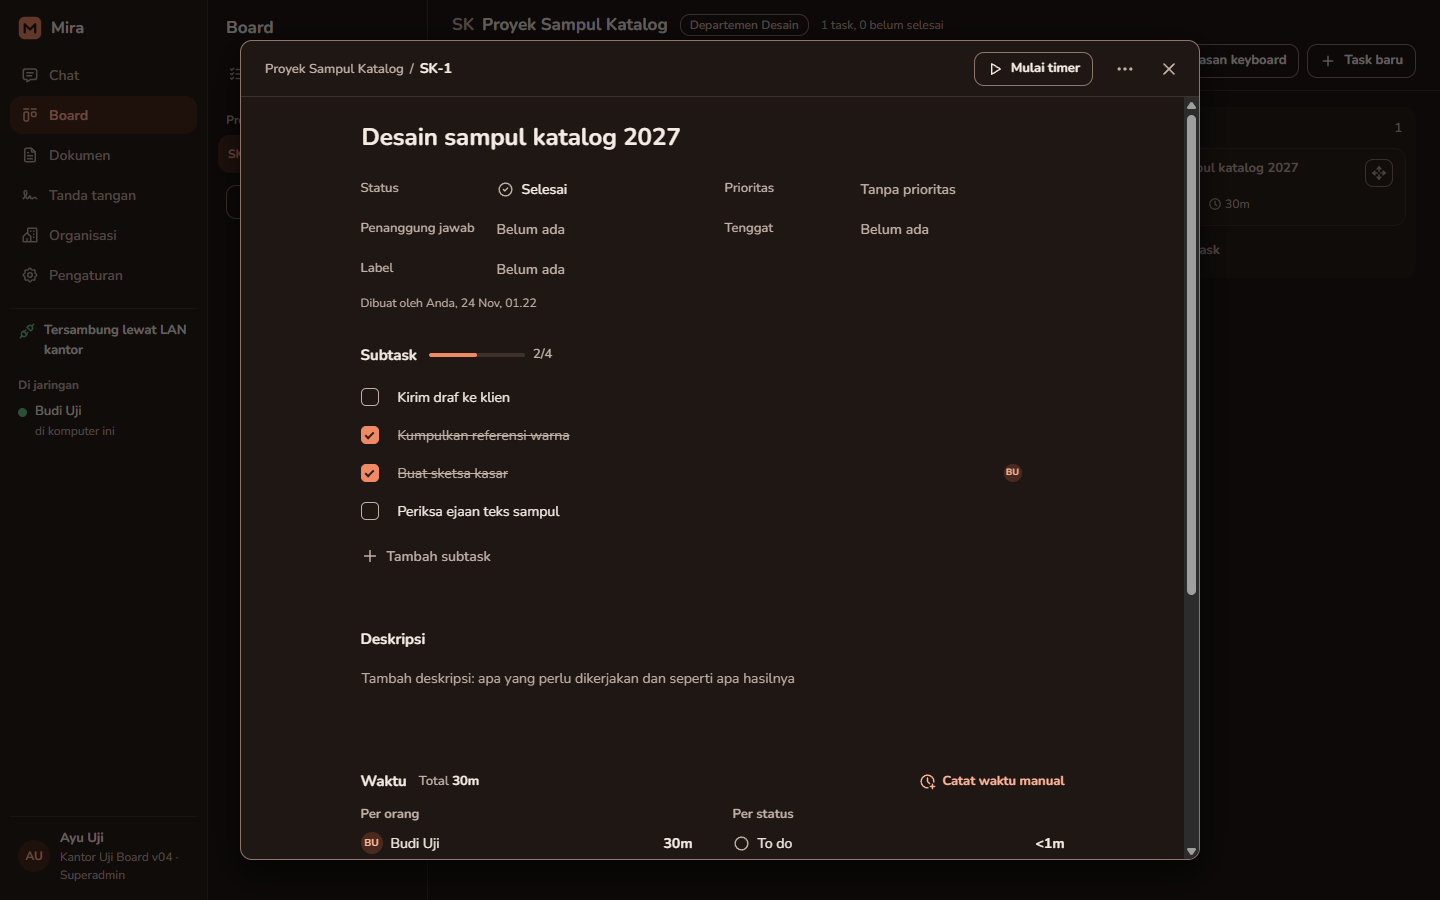 Mira
Chat
Board
Dokumen
Tanda tangan
Organisasi
Pengaturan
Tersambung lewat LAN
kantor
Di jaringan
Budi Uji
di komputer ini
AU
Ayu Uji
Kantor Uji Board v04 ·
Superadmin
Board
SK Proyek Sampul Katalog Departemen Desain 1 task, 0 belum selesai
asan keyboard
Task baru
1
pul katalog 2027
30m
ask
Proyek Sampul Katalog / SK-1
Mulai timer
Desain sampul katalog 2027
Status Selesai Prioritas Tanpa prioritas
Penanggung jawab Belum ada Tenggat Belum ada
Label Belum ada
Dibuat oleh Anda, 24 Nov, 01.22
Subtask 2/4
Kirim draf ke klien
Kumpulkan referensi warna
Buat sketsa kasar BU
Periksa ejaan teks sampul
Tambah subtask
Deskripsi
Tambah deskripsi: apa yang perlu dikerjakan dan seperti apa hasilnya
Waktu Total 30m Catat waktu manual
Per orang Per status
BU Budi Uji 30m To do <1m